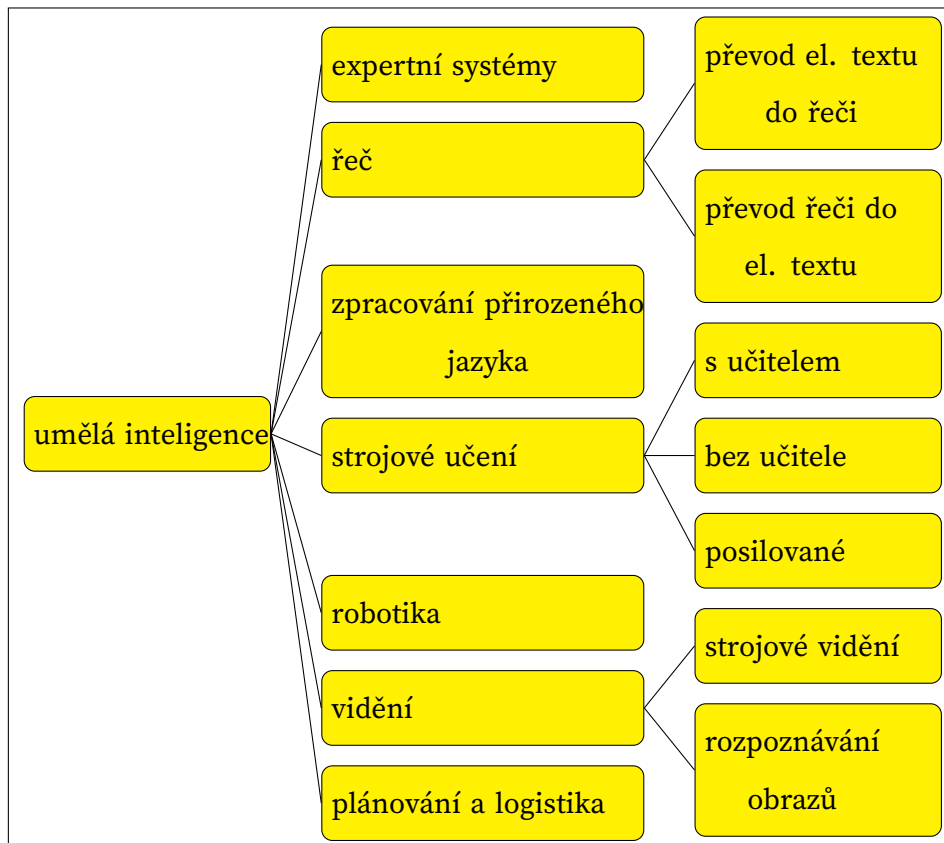 umělá inteligence
expertní systémy
řeč
převod el. textu
do řeči
převod řeči do
el. textu
zpracování přirozeného
jazyka
strojové učení
s učitelem
bez učitele
posilované
robotika
vidění
strojové vidění
rozpoznávání
obrazů
plánování a logistika